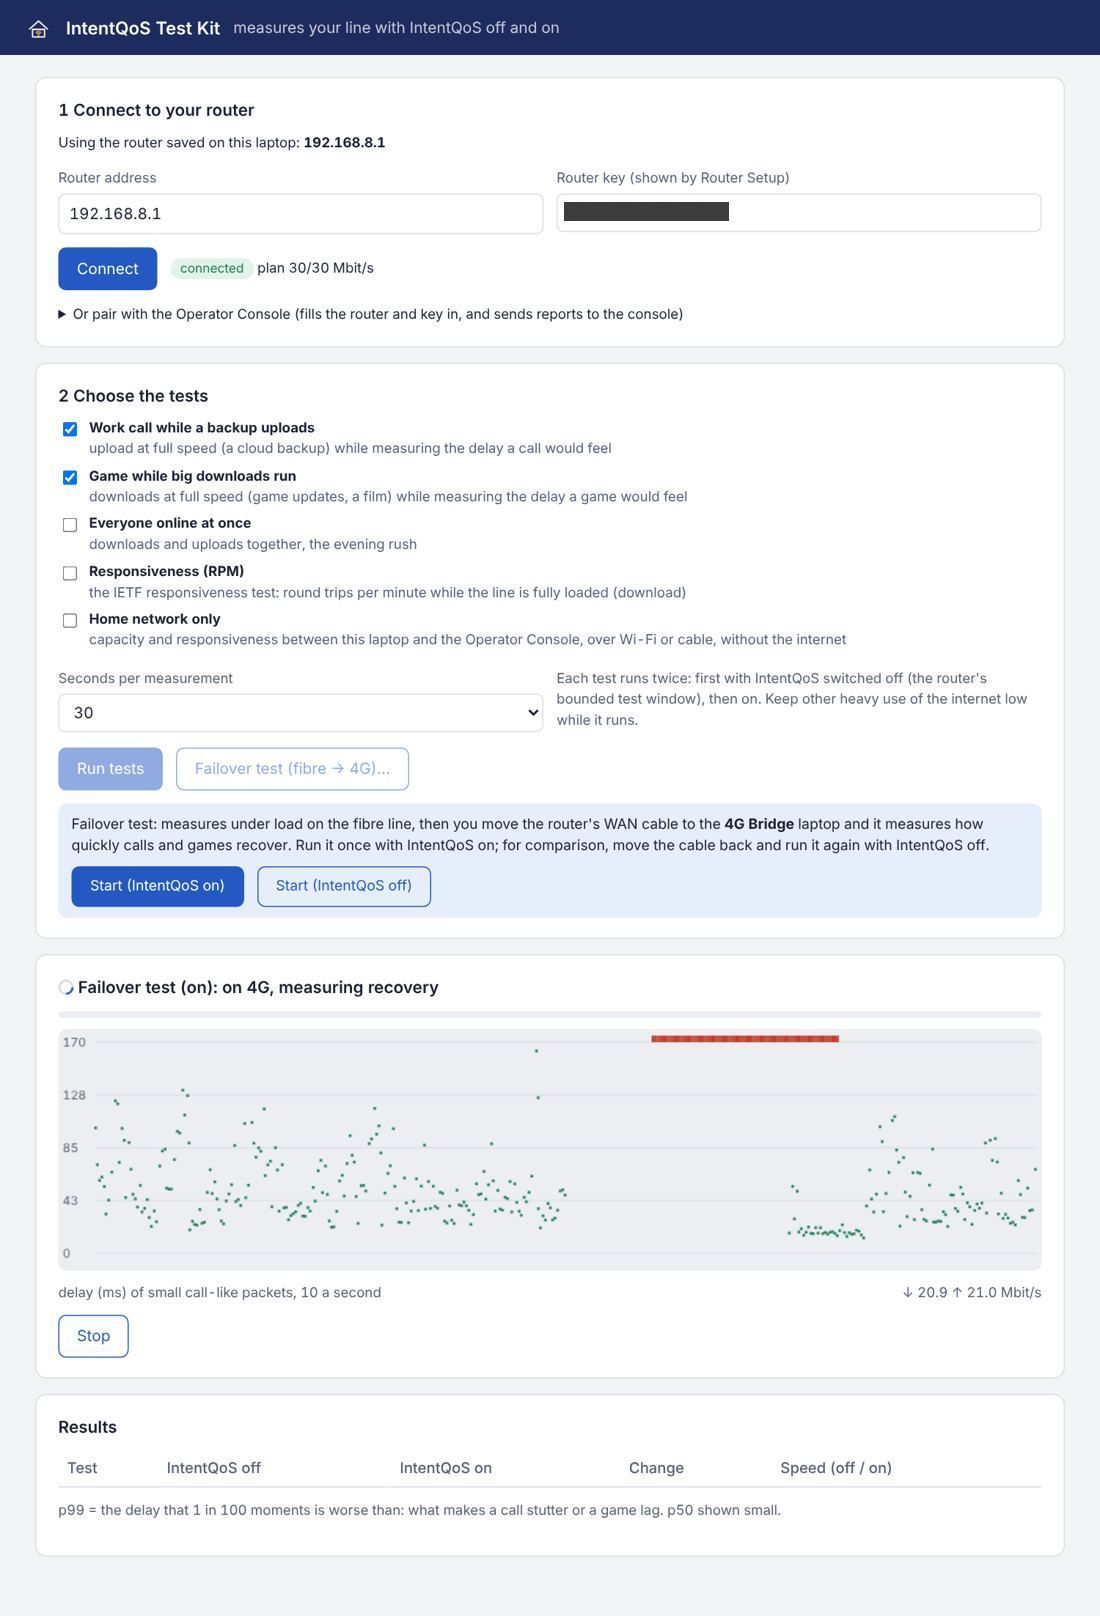 IntentQoS Test Kit measures your line with IntentQoS off and on
1 Connect to your router
Using the router saved on this laptop: 192.168.8.1
Router address
Router key (shown by Router Setup)
192.168.8.1
Connect
connected plan 30/30 Mbit/s
Or pair with the Operator Console (fills the router and key in, and sends reports to the console)
2 Choose the tests
Work call while a backup uploads
upload at full speed (a cloud backup) while measuring the delay a call would feel
Game while big downloads run
downloads at full speed (game updates, a film) while measuring the delay a game would feel
Everyone online at once
downloads and uploads together, the evening rush
Responsiveness (RPM)
the IETF responsiveness test: round trips per minute while the line is fully loaded (download)
Home network only
capacity and responsiveness between this laptop and the Operator Console, over Wi-Fi or cable, without the internet
Seconds per measurement
30
Each test runs twice: first with IntentQoS switched off (the router's
bounded test window), then on. Keep other heavy use of the internet low
while it runs.
Run tests
Failover test (fibre → 4G)...
Failover test: measures under load on the fibre line, then you move the router's WAN cable to the 4G Bridge laptop and it measures how
quickly calls and games recover. Run it once with IntentQoS on; for comparison, move the cable back and run it again with IntentQoS off.
Start (IntentQoS on)
Start (IntentQoS off)
Failover test (on): on 4G, measuring recovery
170
128
85
43
0
delay (ms) of small call-like packets, 10 a second
↓ 20.9 ↑ 21.0 Mbit/s
Stop
Results
Test IntentQoS off IntentQoS on Change Speed (off / on)
p99 = the delay that 1 in 100 moments is worse than: what makes a call stutter or a game lag. p50 shown small.